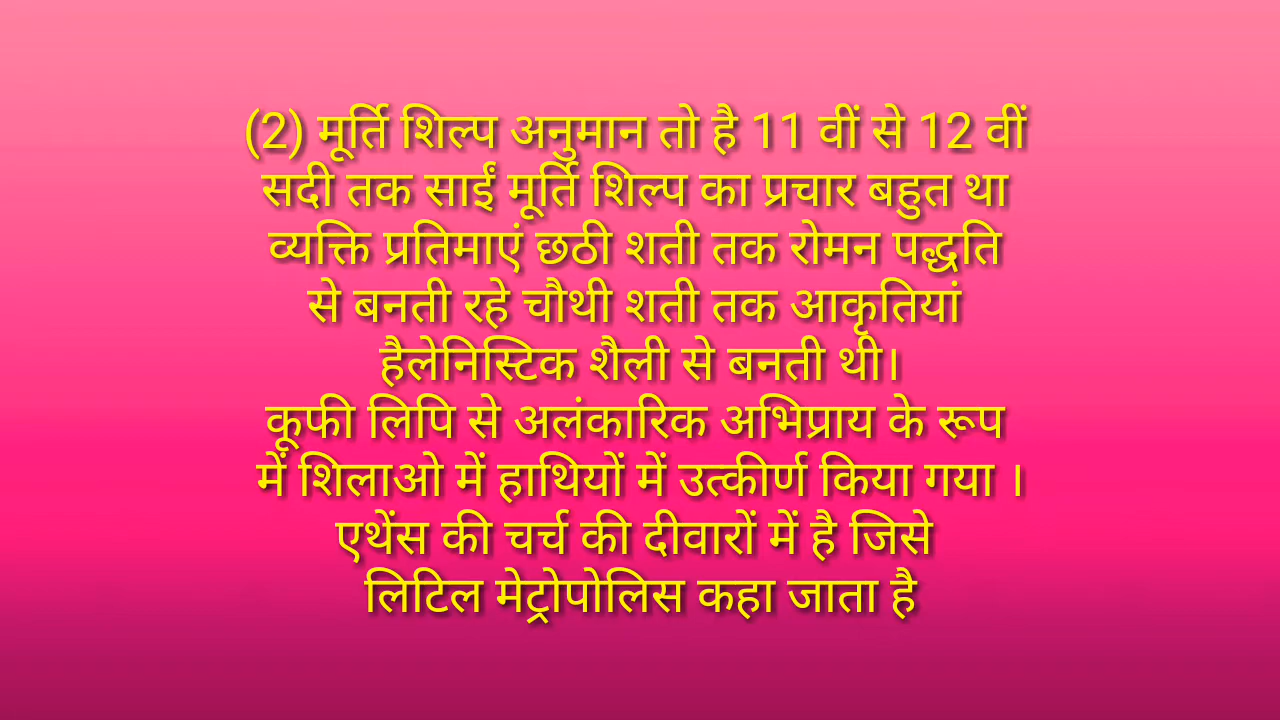 (2) मूर्ति शिल्प अनुमान तो है 11 वीं से 12 वीं
सदी तक साईं मूर्ति शिल्प का प्रचार बहुत था
व्यक्ति प्रतिमाएं छठी शती तक रोमन पद्धति
से बनती रहे चौथी शती तक आकृतियां
हैलेनिस्टिक शैली से बनती थी।
कूफी लिपि से अलंकारिक अभिप्राय के रूप
में शिलाओ में हाथियों में उत्कीर्ण किया गया ।
एथेंस की चर्च की दीवारों में है जिसे
लिटिल मेट्रोपोलिस कहा जाता है